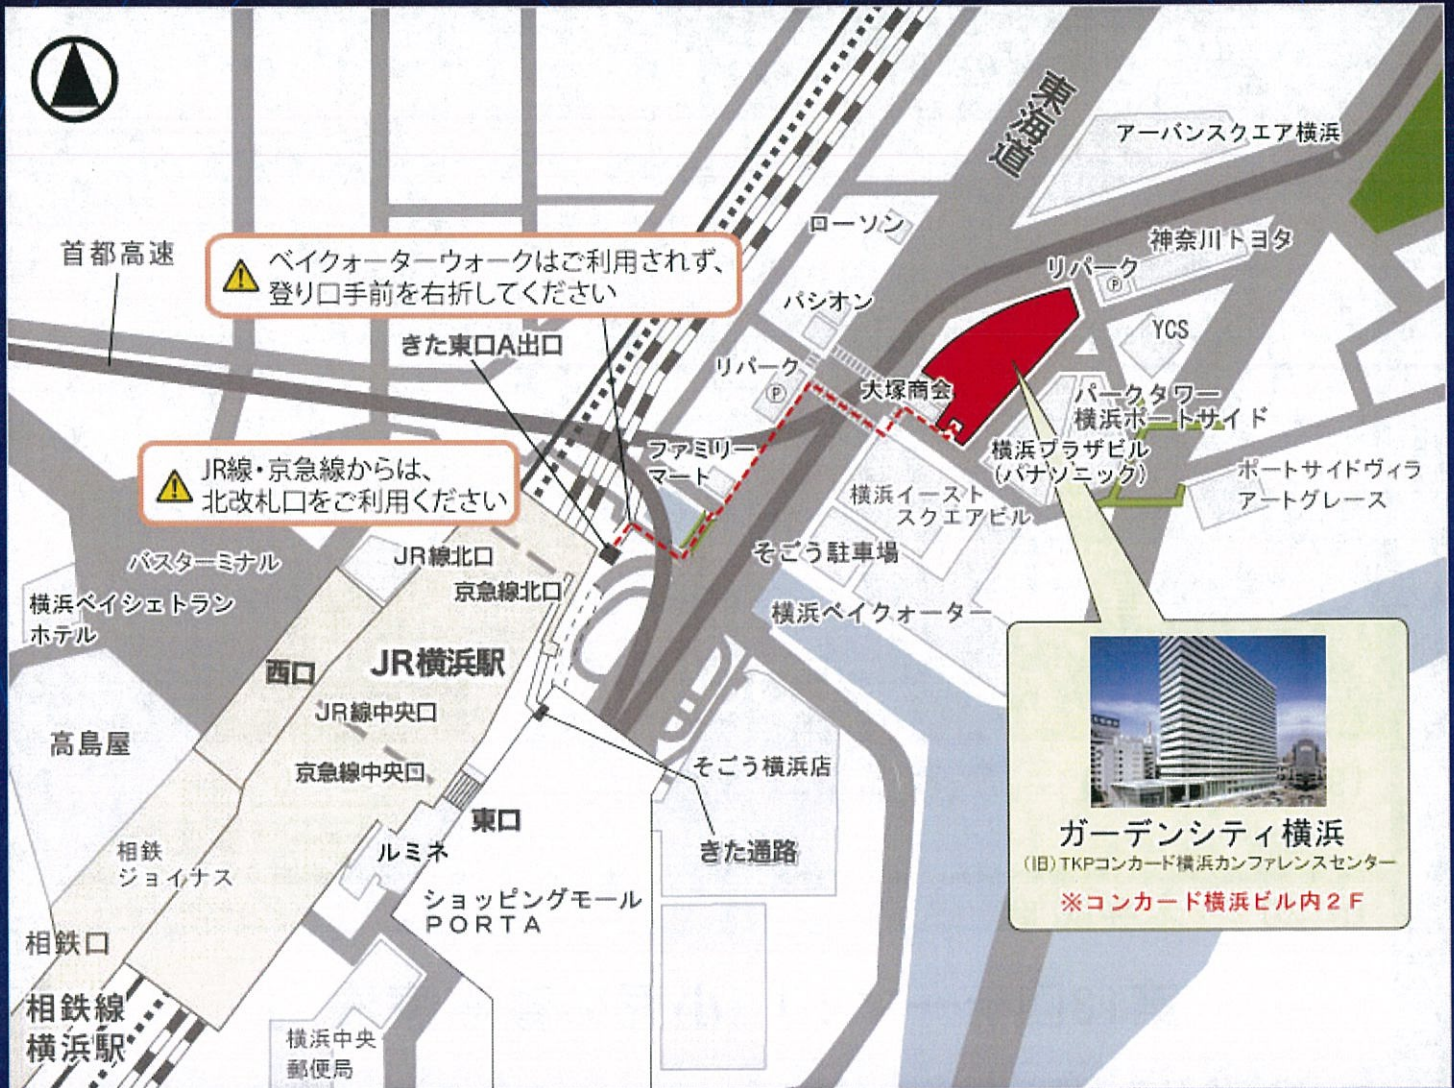 東海道
アーバンスクエア横浜
ローソン
神奈川トヨタ
首都高速
ベイクォーターウォークはご利用されず、
登り口手前を右折してください
リパーク
P
パシオン
YCS
きた東口A出口
リパーク
P
大塚商会
パークタワー
横浜ポートサイド
ファミリー
マート
横浜プラザビル
(パナソニック)
JR線・京急線からは、
北改札口をご利用ください
横浜イースト
スクエアビル
ポートサイドヴィラ
アートグレース
バスターミナル
JR線北口
そごう駐車場
京急線北口
横浜ベイシェトラン
ホテル
横浜ベイクォーター
西口
JR横浜駅
JR線中央口
高島屋
京急線中央口
そごう横浜店
東口
ガーデンシティ横浜
(旧)TKPコンカード横浜カンファレンスセンター
※コンカード横浜ビル内2F
相鉄
ジョイナス
ルミネ
きた通路
ショッピングモール
PORTA
相鉄口
相鉄線
横浜駅
横浜中央
郵便局